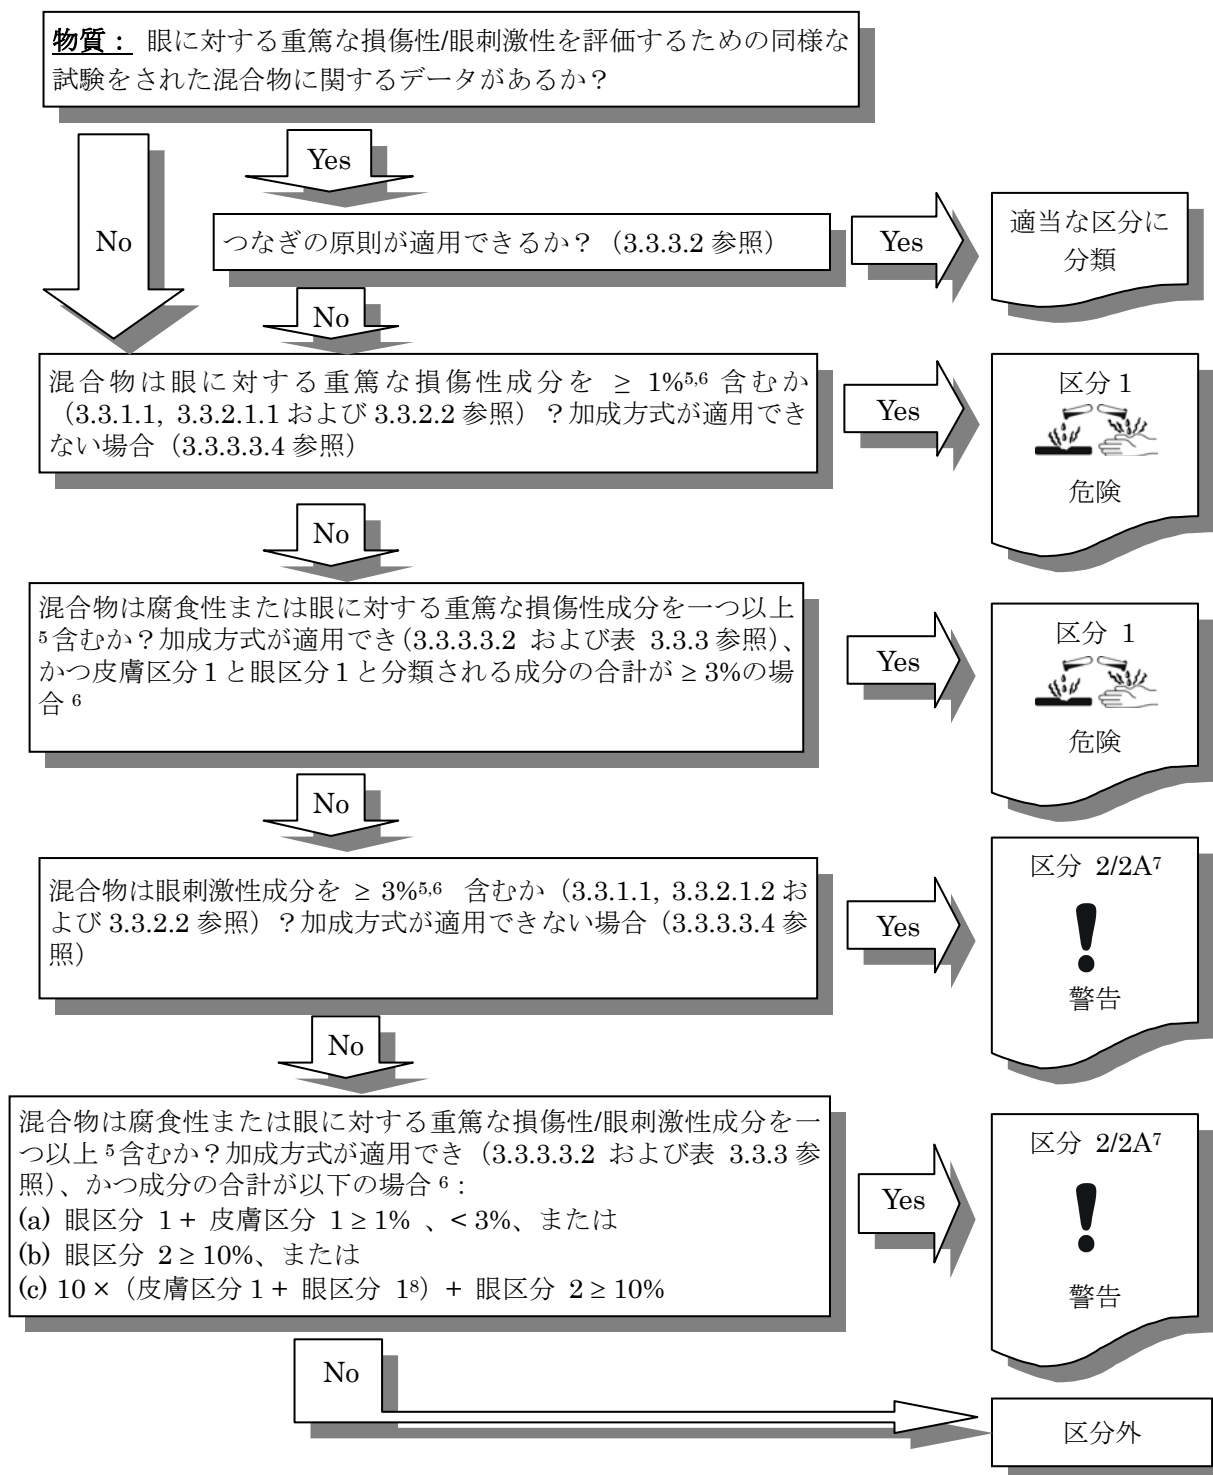 物質： 眼に対する重篤な損傷性/眼刺激性を評価するための同様な
試験をされた混合物に関するデータがあるか？
Yes
No
つなぎの原則が適用できるか？（3.3.3.2 参照）
Yes
適当な区分に
分類
No
混合物は眼に対する重篤な損傷性成分を ≥ 1%5,6 含むか
（3.3.1.1, 3.3.2.1.1 および 3.3.2.2 参照）？加成方式が適用でき
ない場合（3.3.3.3.4 参照）
Yes
区分 1
危険
No
混合物は腐食性または眼に対する重篤な損傷性成分を一つ以上
5 含むか？加成方式が適用でき（3.3.3.3.2 および表 3.3.3 参照）、
かつ皮膚区分 1 と眼区分 1 と分類される成分の合計が ≥ 3%の場
合 6
Yes
区分 1
危険
No
混合物は眼刺激性成分を ≥ 3%5,6 含むか（3.3.1.1, 3.3.2.1.2 お
よび 3.3.2.2 参照）？加成方式が適用できない場合（3.3.3.3.4 参
照）
Yes
区分 2/2A7
警告
No
混合物は腐食性または眼に対する重篤な損傷性/眼刺激性成分を一
つ以上 5 含むか？加成方式が適用でき（3.3.3.3.2 および表 3.3.3 参
照）、かつ成分の合計が以下の場合 6：
(a) 眼区分 1 + 皮膚区分 1 ≥ 1% 、< 3%、または
(b) 眼区分 2 ≥ 10%、または
(c) 10 ×（皮膚区分 1 + 眼区分 18）+ 眼区分 2 ≥ 10%
Yes
区分 2/2A7
警告
No
区分外